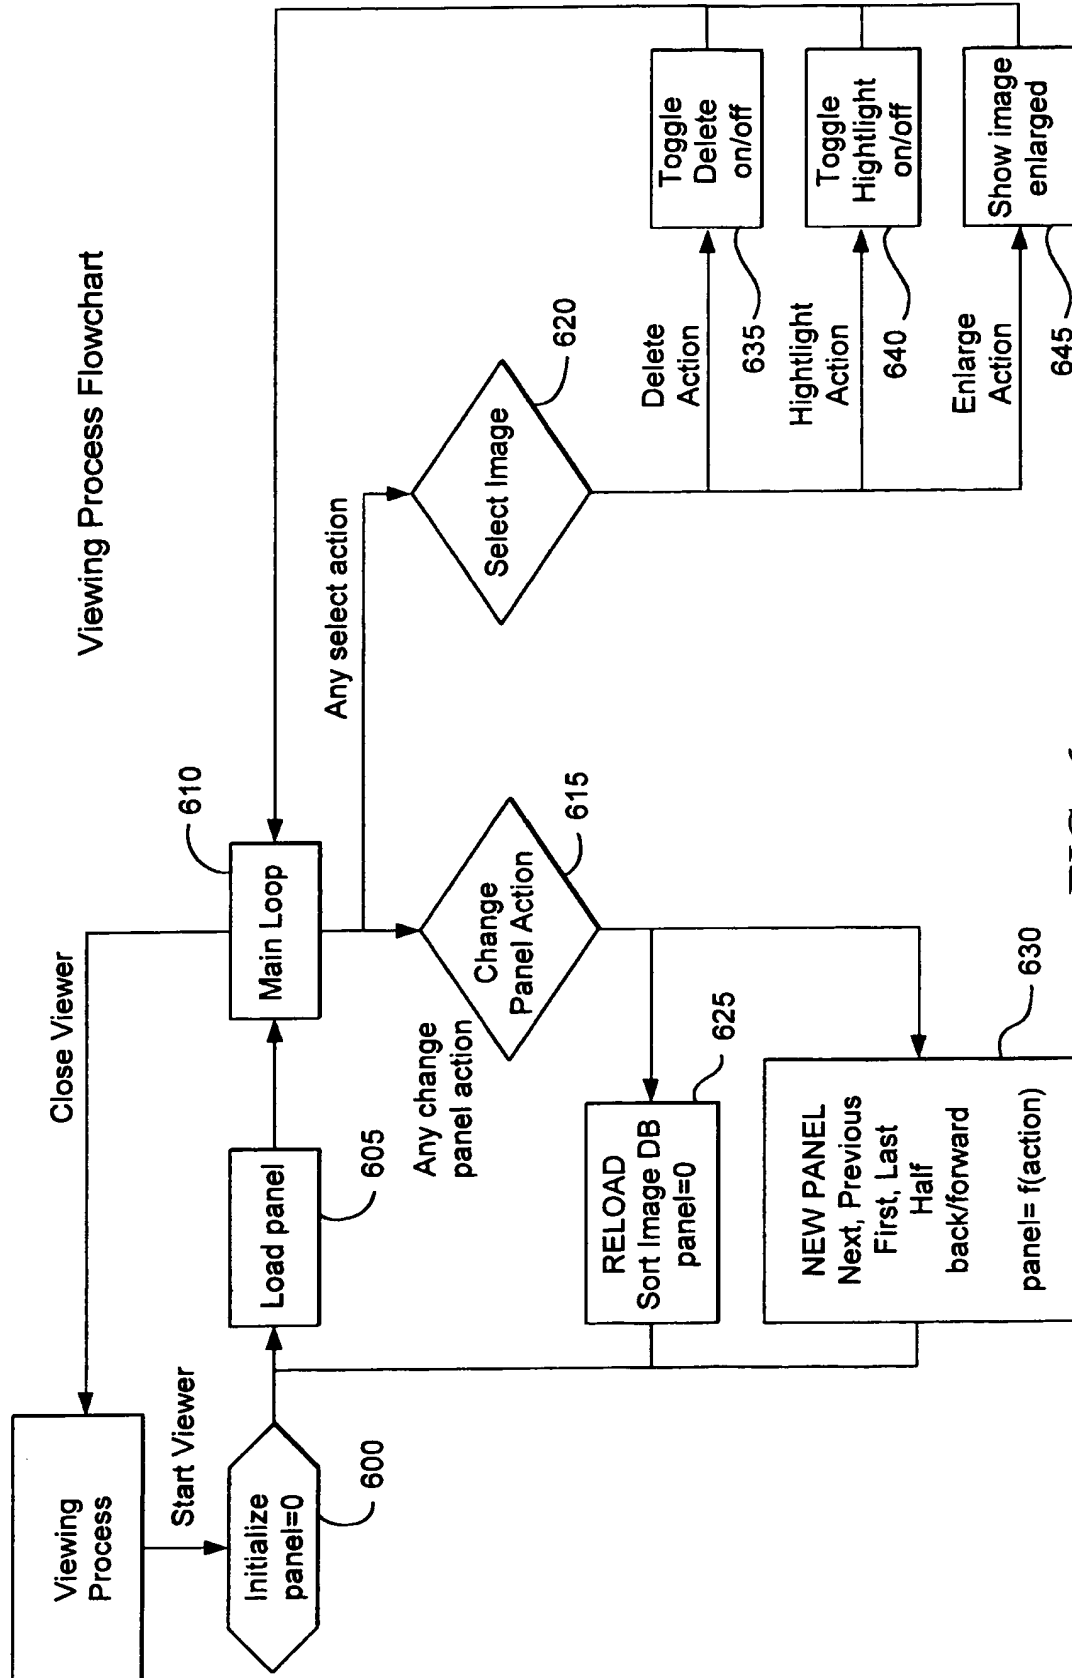 Viewing Process Flowchart
Viewing
Process
Start Viewer
Close Viewer
Initialize
panel=0
600
Load panel
605
Main Loop
610
Any change
panel action
Any select action
Change
Panel Action
615
Select Image
620
RELOAD
Sort Image DB
panel=0
625
NEW PANEL
Next, Previous
First, Last
Half
back/forward
panel= f(action)
630
Delete
Action
Toggle
Delete
on/off
635
Hightlight
Action
Toggle
Hightlight
on/off
640
Enlarge
Action
Show image
enlarged
645